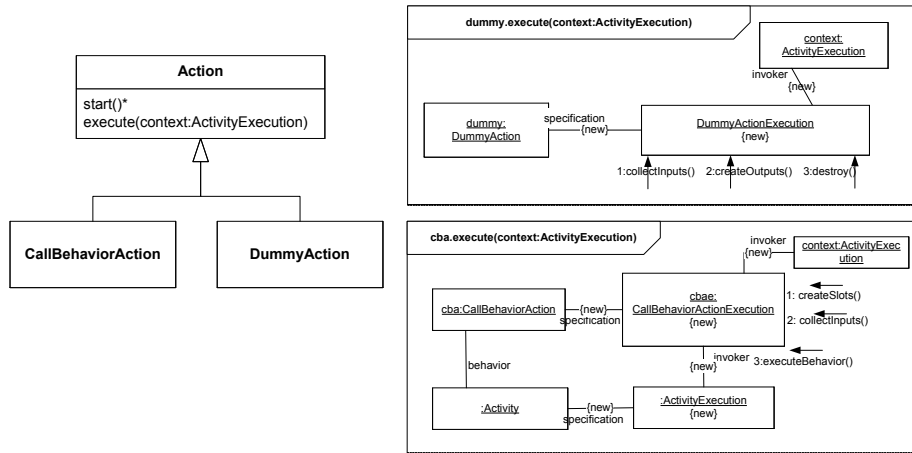 Action
start()*
execute(context:ActivityExecution)
CallBehaviorAction
DummyAction
dummy.execute(context:ActivityExecution)
context:
ActivityExecution
invoker
{new}
dummy:
DummyAction
specification
{new}
DummyActionExecution
{new}
1:collectInputs()
2:createOutputs()
3:destroy()
cba.execute(context:ActivityExecution)
invoker
{new}
context:ActivityExec
ution
cba:CallBehaviorAction
{new}
specification
cbae:
CallBehaviorActionExecution
{new}
1: createSlots()
2: collectInputs()
3:executeBehavior()
behavior
invoker
{new}
:Activity
{new}
specification
:ActivityExecution
{new}